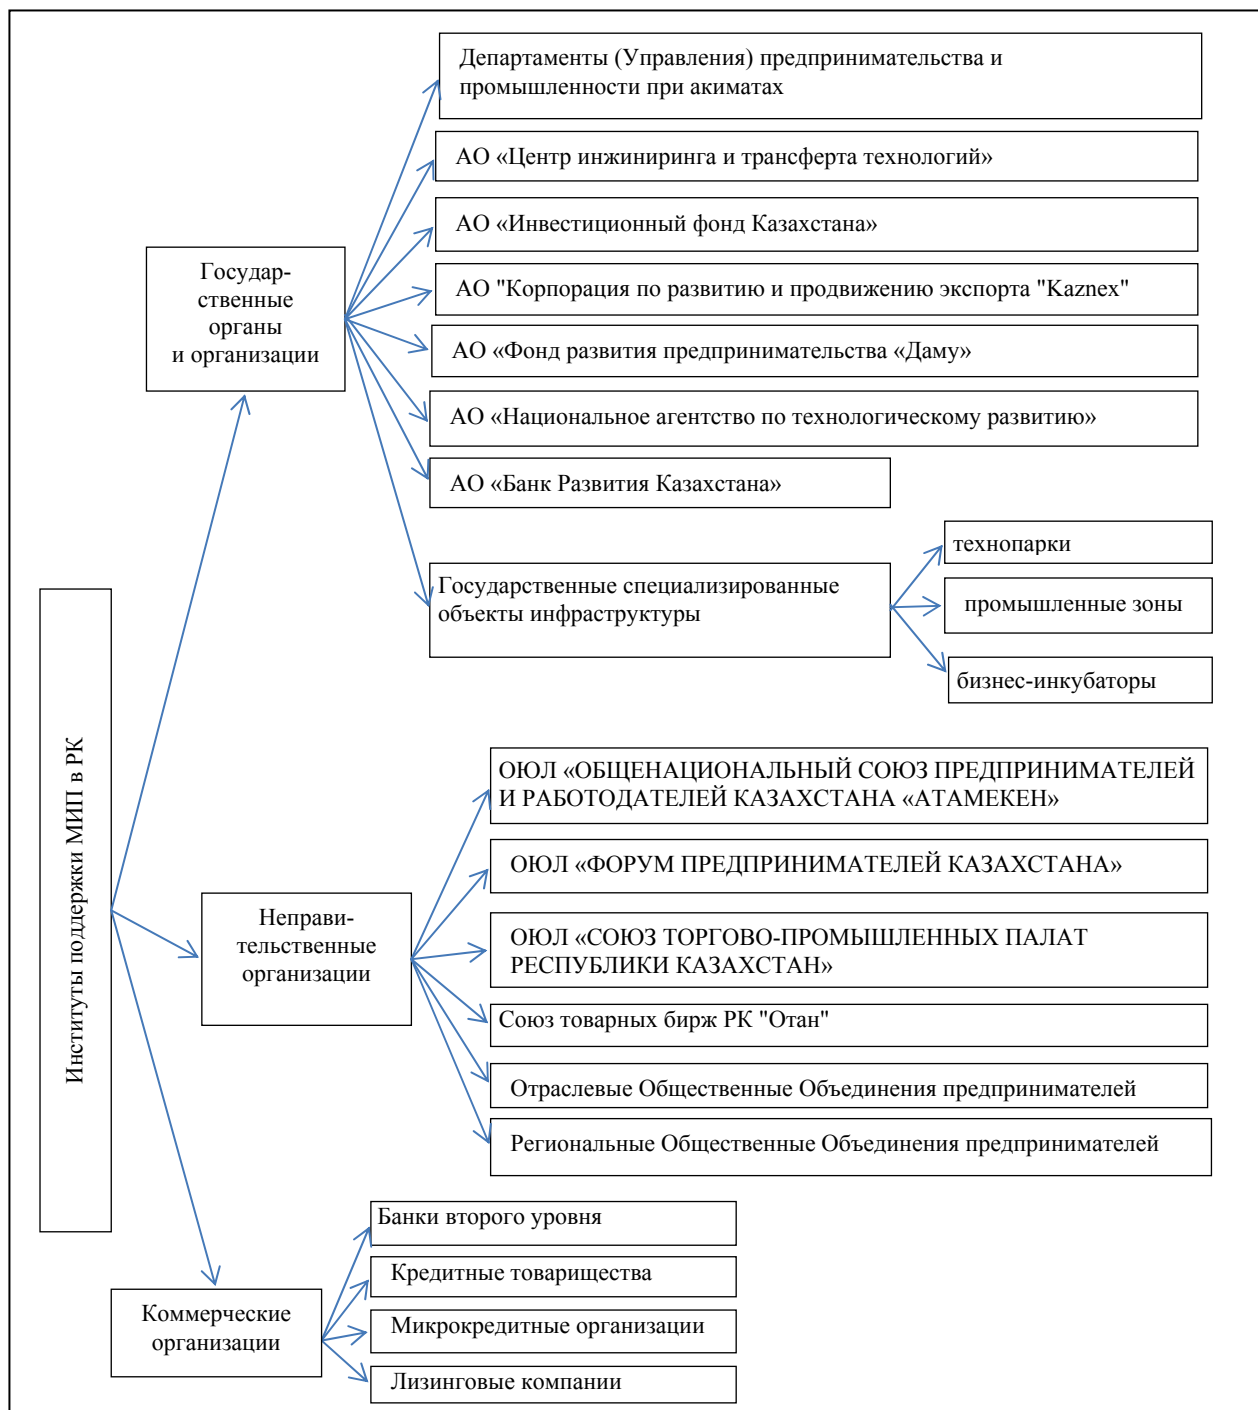 Департаменты (Управления) предпринимательства и
промышленности при акиматах
АО «Центр инжиниринга и трансферта технологий»
АО «Инвестиционный фонд Казахстана»
Государ-
ственные
органы
и организации
АО "Корпорация по развитию и продвижению экспорта "Kaznex"
АО «Фонд развития предпринимательства «Даму»
АО «Национальное агентство по технологическому развитию»
АО «Банк Развития Казахстана»
Государственные специализированные
объекты инфраструктуры
технопарки
промышленные зоны
бизнес-инкубаторы
Институты поддержки МИП в РК
ОЮЛ «ОБЩЕНАЦИОНАЛЬНЫЙ СОЮЗ ПРЕДПРИНИМАТЕЛЕЙ
И РАБОТОДАТЕЛЕЙ КАЗАХСТАНА «АТАМЕКЕН»
ОЮЛ «ФОРУМ ПРЕДПРИНИМАТЕЛЕЙ КАЗАХСТАНА»
Неправи-
тельственные
организации
ОЮЛ «СОЮЗ ТОРГОВО-ПРОМЫШЛЕННЫХ ПАЛАТ
РЕСПУБЛИКИ КАЗАХСТАН»
Союз товарных бирж РК "Отан"
Отраслевые Общественные Объединения предпринимателей
Региональные Общественные Объединения предпринимателей
Банки второго уровня
Кредитные товарищества
Коммерческие
организации
Микрокредитные организации
Лизинговые компании